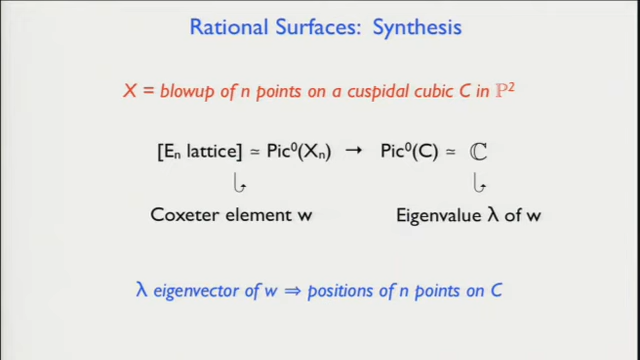 Rational Surfaces: Synthesis
X = blowup of n points on a cuspidal cubic C in ℙ²
[Eₙ lattice] ≃ Pic⁰(Xₙ) → Pic⁰(C) ≃ ℂ
Coxeter element w Eigenvalue λ of w
λ eigenvector of w ⇒ positions of n points on C